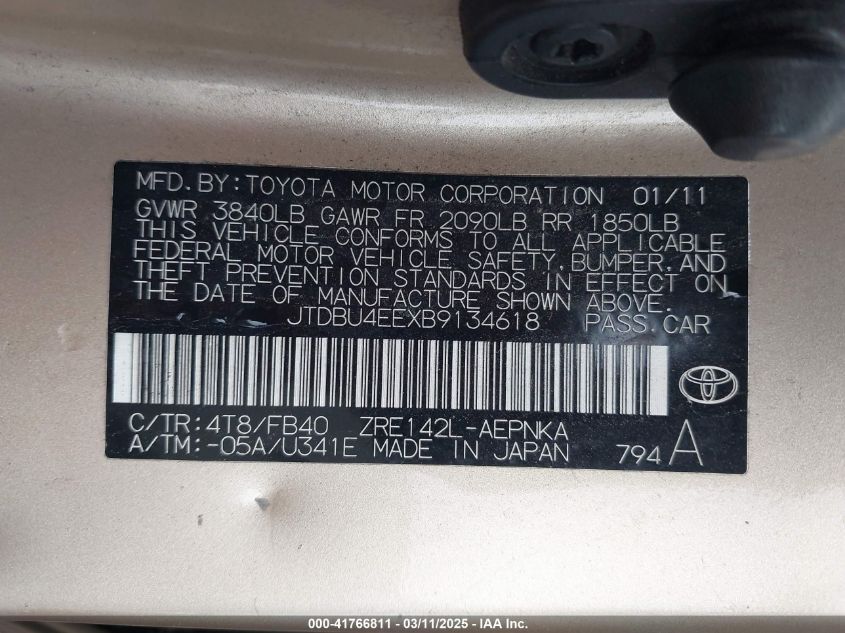 MFD. BY: TOYOTA MOTOR CORPORATION 01/11
GVWR 3840LB GAWR FR 2090LB RR 1850LB
THIS VEHICLE CONFORMS TO ALL APPLICABLE
FEDERAL MOTOR VEHICLE SAFETY, BUMPER, AND
THEFT PREVENTION STANDARDS IN EFFECT ON
THE DATE OF MANUFACTURE SHOWN ABOVE.
JTDBU4EEXB9134618 PASS. CAR
C/TR: 4T8/FB40 ZRE142L-AEPNKA
A/TM: -05A/U341E MADE IN JAPAN 794 A
000-41766811 - 03/11/2025 - IAA Inc.